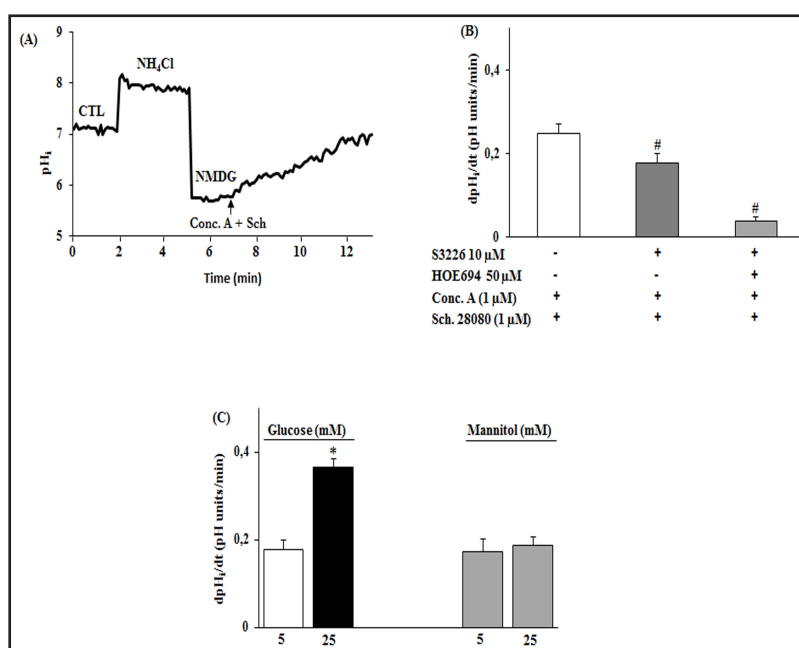 (A)
9
8
7
6
5
pHi
CTL
NH4Cl
NMDG
Conc. A + Sch
0 2 4 6 8 10 12
Time (min)
(B)
0,4
0,2
0
dpHi/dt (pH units/min)
#
#
S3226 10 µM - + +
HOE694 50 µM - - +
Conc. A (1 µM) + + +
Sch. 28080 (1 µM) + + +
(C)
Glucose (mM) Mannitol (mM)
0,4
0,2
0
dpHi/dt (pH units/min)
*
5 25 5 25